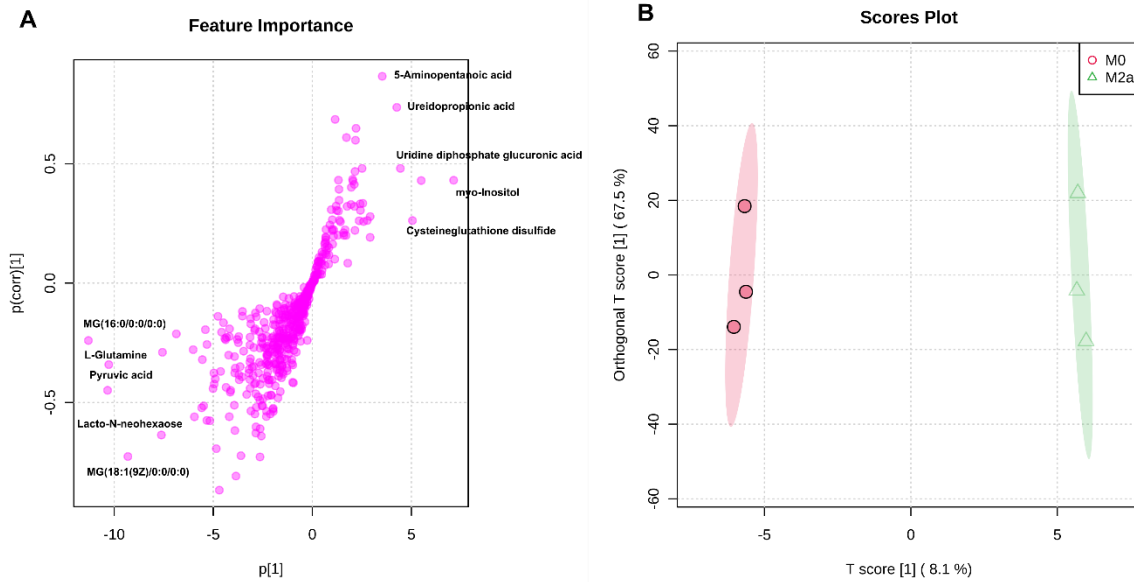 A
Feature Importance
5-Aminopentanoic acid
Ureidopropionic acid
Uridine diphosphate glucuronic acid
myo-Inositol
Cysteineglutathione disulfide
MG(16:0/0:0/0:0)
L-Glutamine
Pyruvic acid
Lacto-N-neohexaose
MG(18:1(9Z)/0:0/0:0)
0.5
0.0
-0.5
p(corr)[1]
-10
-5
0
5
p[1]
B
Scores Plot
M0
M2a
60
40
20
0
-20
-40
-60
Orthogonal T score [1] ( 67.5 %)
-5
0
5
T score [1] ( 8.1 %)